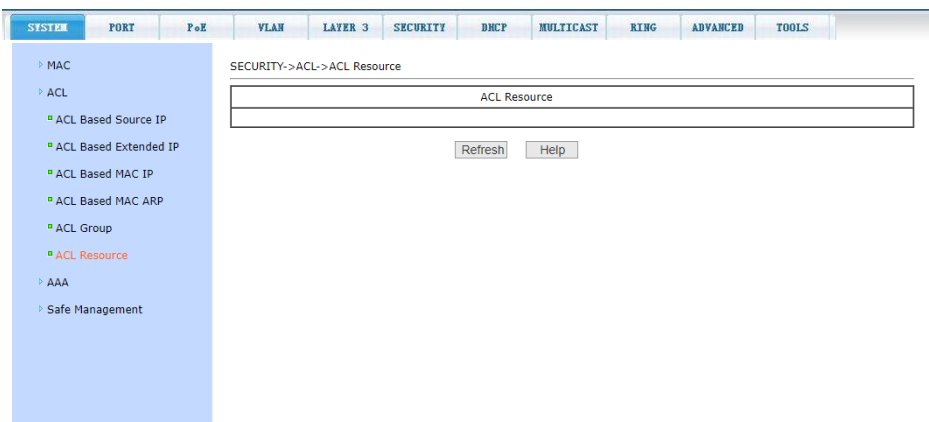 SYSTEM PORT PoE VLAN LAYER 3 SECURITY DHCP MULTICAST RING ADVANCED TOOLS
MAC
ACL
ACL Based Source IP
ACL Based Extended IP
ACL Based MAC IP
ACL Based MAC ARP
ACL Group
ACL Resource
AAA
Safe Management
SECURITY->ACL->ACL Resource
ACL Resource
Refresh Help